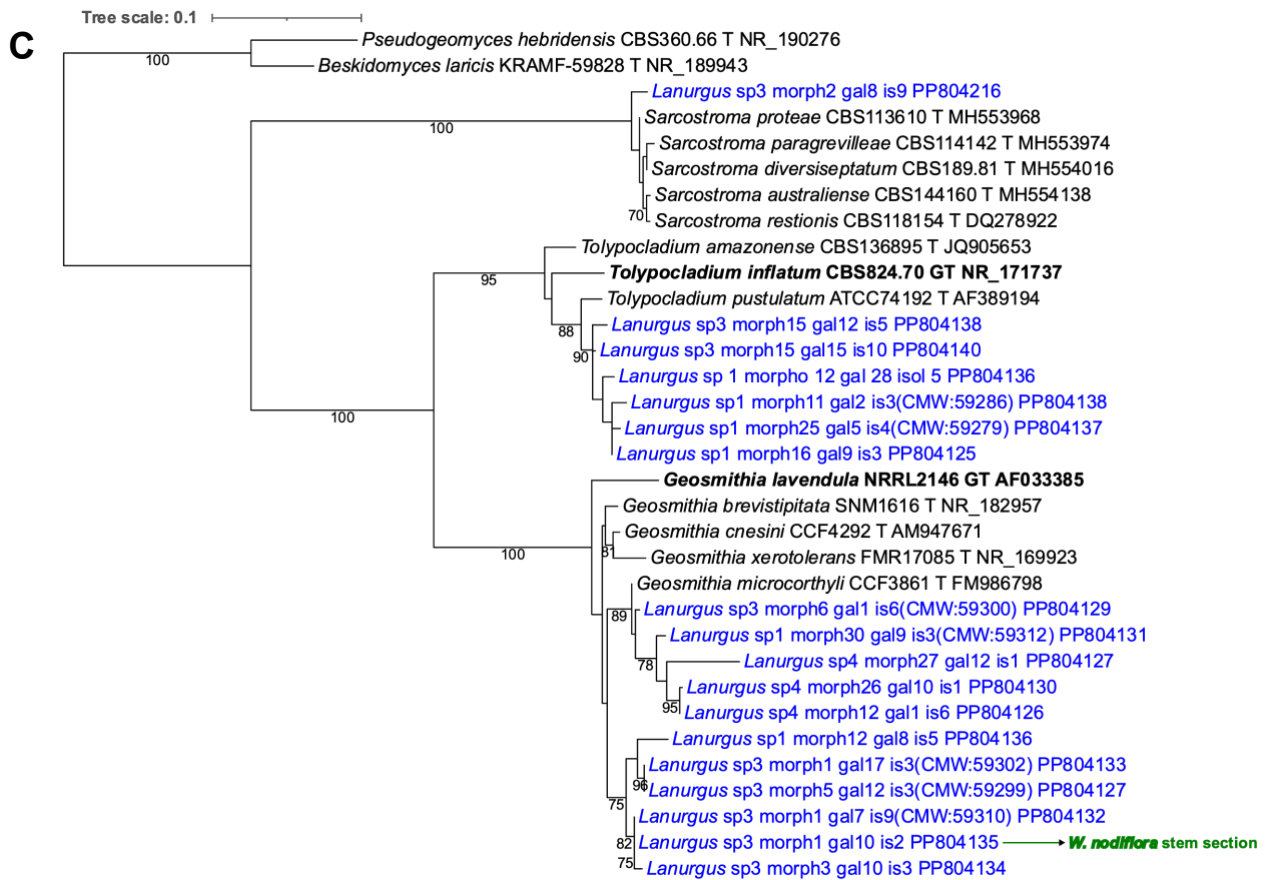 Tree scale: 0.1
C
Pseudogeomyces hebridensis CBS360.66 T NR_190276
100
Beskidomyces laricis KRAMF-59828 T NR_189943
Lanurgus sp3 morph2 gal8 is9 PP804216
Sarcostroma proteae CBS113610 T MH553968
100
Sarcostroma paragrevilleae CBS114142 T MH553974
Sarcostroma diversiseptatum CBS189.81 T MH554016
Sarcostroma australiense CBS144160 T MH554138
70
Sarcostroma restionis CBS118154 T DQ278922
Tolypocladium amazonense CBS136895 T JQ905653
95
Tolypocladium inflatum CBS824.70 GT NR_171737
Tolypocladium pustulatum ATCC74192 T AF389194
88
Lanurgus sp3 morph15 gal12 is5 PP804138
90
Lanurgus sp3 morph15 gal15 is10 PP804140
Lanurgus sp 1 morpho 12 gal 28 isol 5 PP804136
Lanurgus sp1 morph11 gal2 is3(CMW:59286) PP804138
100
Lanurgus sp1 morph25 gal5 is4(CMW:59279) PP804137
Lanurgus sp1 morph16 gal9 is3 PP804125
Geosmithia lavendula NRRL2146 GT AF033385
Geosmithia brevistipitata SNM1616 T NR_182957
Geosmithia cnesini CCF4292 T AM947671
100
81
Geosmithia xerotolerans FMR17085 T NR_169923
Geosmithia microcorthyli CCF3861 T FM986798
89
Lanurgus sp3 morph6 gal1 is6(CMW:59300) PP804129
Lanurgus sp1 morph30 gal9 is3(CMW:59312) PP804131
78
Lanurgus sp4 morph27 gal12 is1 PP804127
Lanurgus sp4 morph26 gal10 is1 PP804130
95
Lanurgus sp4 morph12 gal1 is6 PP804126
Lanurgus sp1 morph12 gal8 is5 PP804136
Lanurgus sp3 morph1 gal17 is3(CMW:59302) PP804133
96
Lanurgus sp3 morph5 gal12 is3(CMW:59299) PP804127
75
Lanurgus sp3 morph1 gal7 is9(CMW:59310) PP804132
82
Lanurgus sp3 morph1 gal10 is2 PP804135 W. nodiflora stem section
75
Lanurgus sp3 morph3 gal10 is3 PP804134